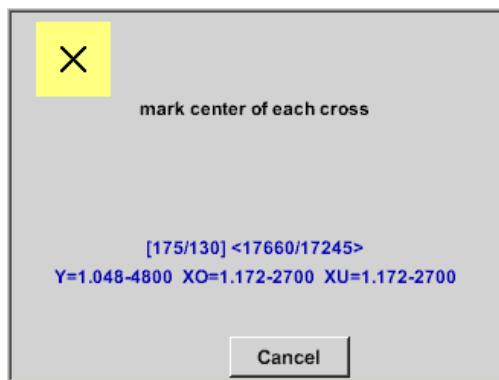 mark center of each cross
[175/130] <17660/17245>
Y=1.048-4800 XO=1.172-2700 XU=1.172-2700
Cancel